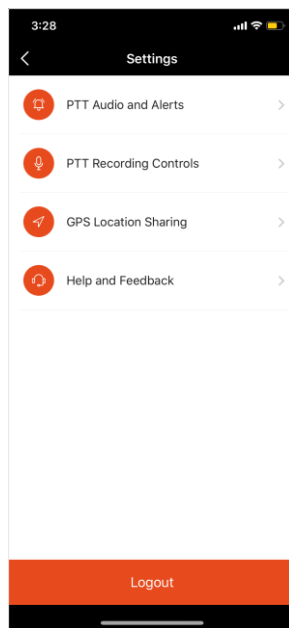 3:28
Settings
PTT Audio and Alerts
PTT Recording Controls
GPS Location Sharing
Help and Feedback
Logout